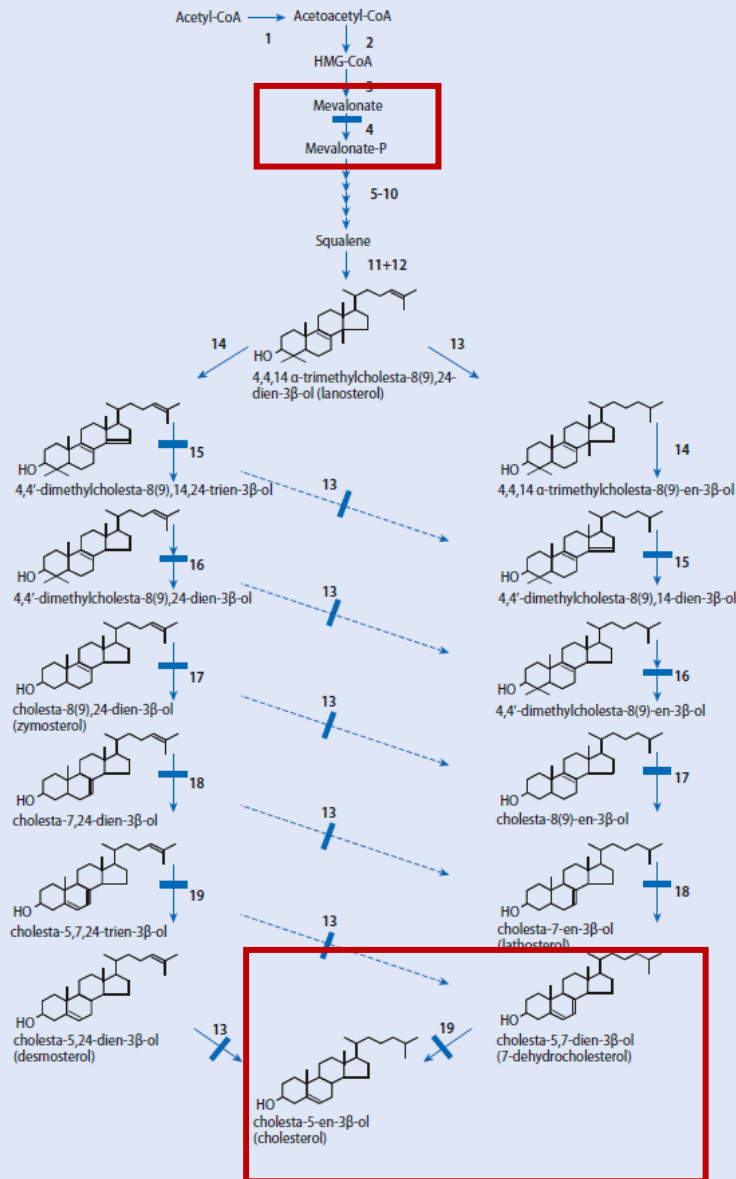 Acetyl-CoA
1
Acetoacetyl-CoA
2
HMG-CoA
3
Mevalonate
4
Mevalonate-P
5-10
Squalene
11+12
HO
4,4,14 α-trimethylcholesta-8(9),24-
dien-3β-ol (lanosterol)
14
13
HO
15
4,4′-dimethylcholesta-8(9),14,24-trien-3β-ol
13
HO
14
4,4,14 α-trimethylcholesta-8(9)-en-3β-ol
HO
16
4,4′-dimethylcholesta-8(9),24-dien-3β-ol
13
HO
15
4,4′-dimethylcholesta-8(9),14-dien-3β-ol
HO
17
cholesta-8(9),24-dien-3β-ol
(zymosterol)
13
HO
16
4,4′-dimethylcholesta-8(9)-en-3β-ol
HO
18
cholesta-7,24-dien-3β-ol
13
HO
17
cholesta-8(9)-en-3β-ol
HO
19
cholesta-5,7,24-trien-3β-ol
13
HO
18
cholesta-7-en-3β-ol
(lathosterol)
HO
cholesta-5,24-dien-3β-ol
(desmosterol)
13
HO
cholesta-5-en-3β-ol
(cholesterol)
19
HO
cholesta-5,7-dien-3β-ol
(7-dehydrocholesterol)